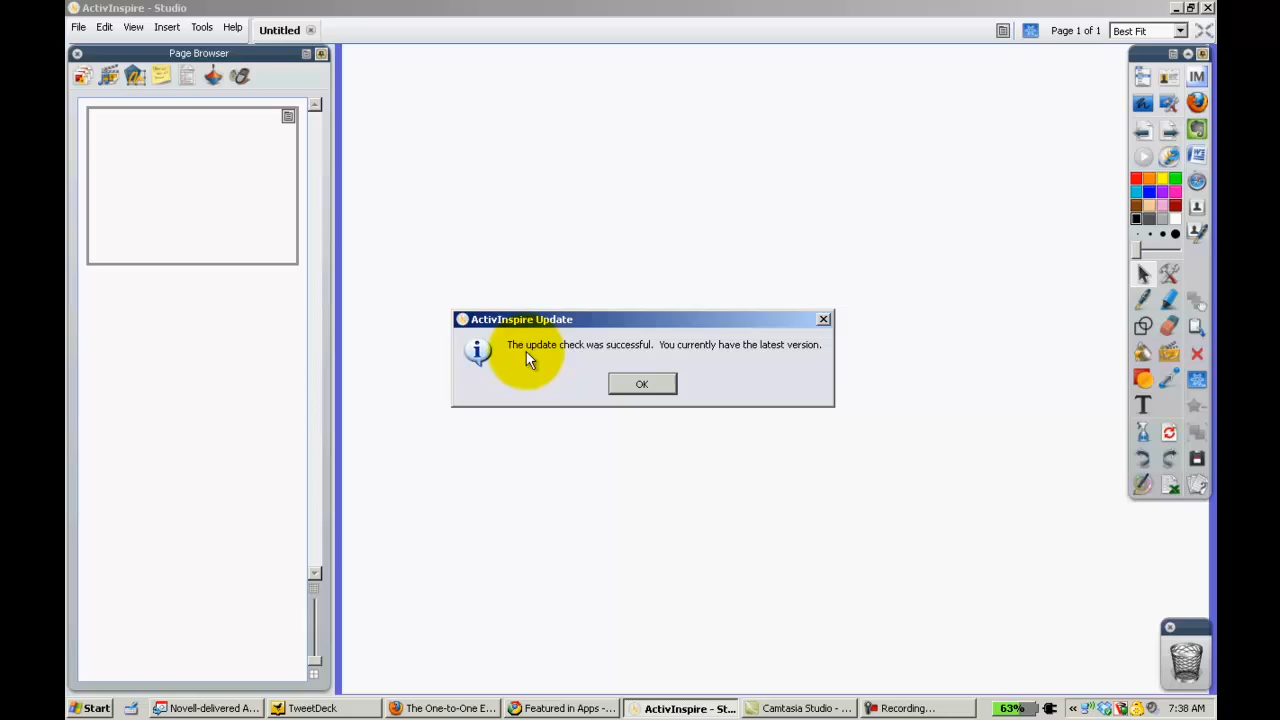 ActivInspire - Studio
File Edit View Insert Tools Help
Untitled
Page 1 of 1
Best Fit
Page Browser
IM
ActivInspire Update
The update check was successful. You currently have the latest version.
OK
T
Start
Novell-delivered A...
TweetDeck
The One-to-One E...
Featured in Apps -...
ActivInspire - St...
Camtasia Studio - ...
Recording...
63%
«
7:38 AM